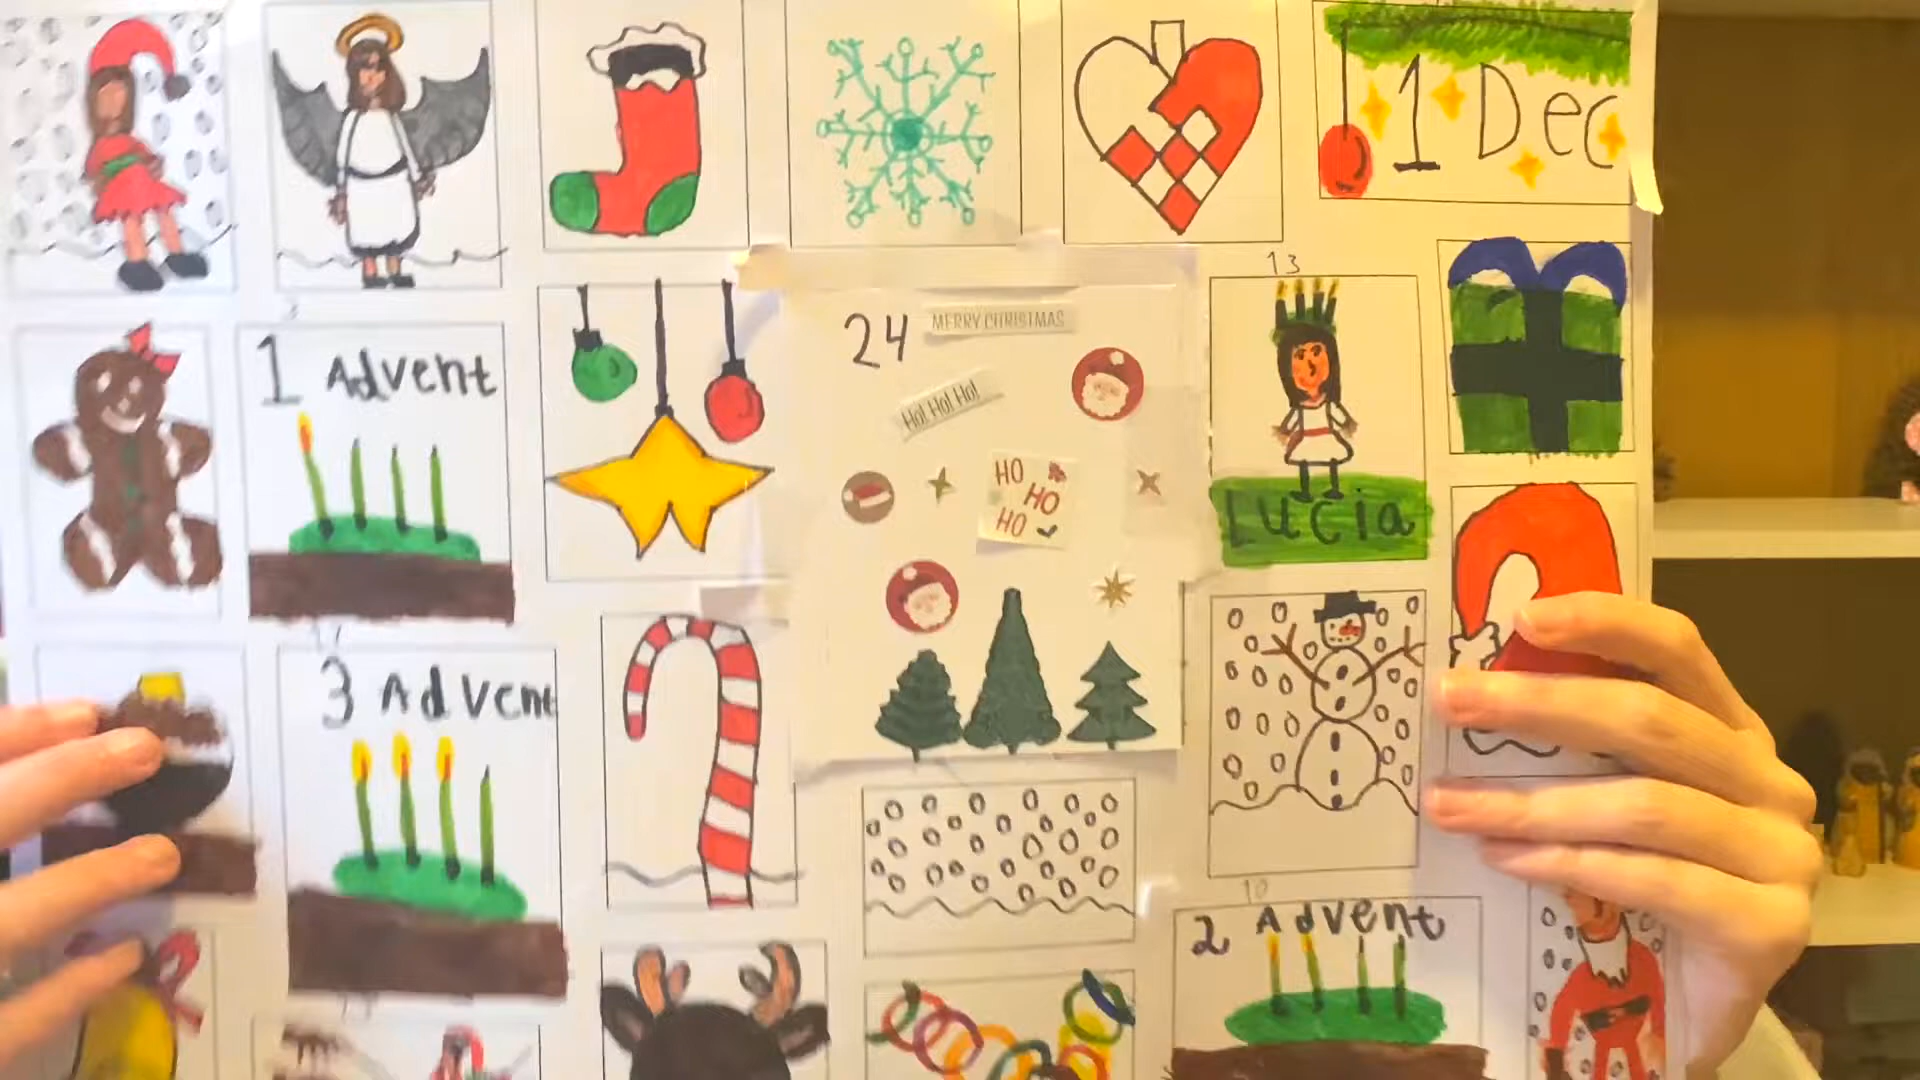 1 Dec
13
24
MERRY CHRISTMAS
Ho! Ho! Ho!
1 Advent
HO
HO
HO
Lucia
3 Advent
10
2 Advent